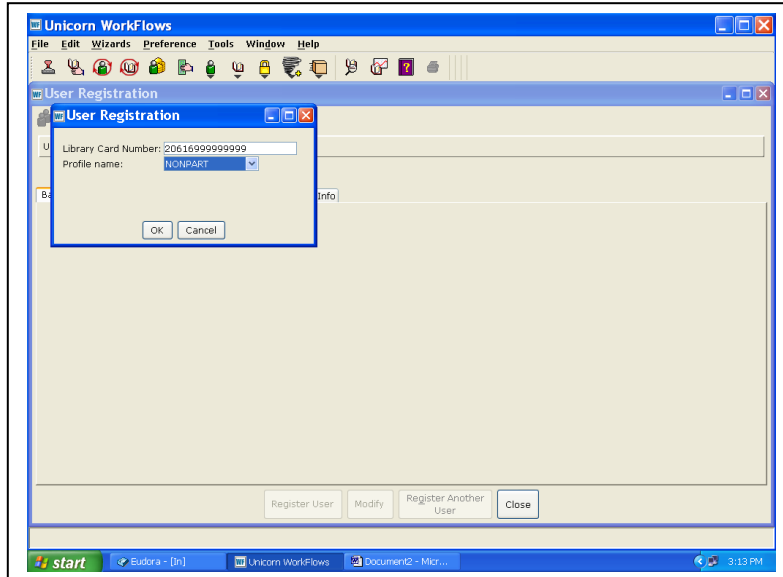 Unicorn WorkFlows
File Edit Wizards Preference Tools Window Help
User Registration
User Registration
U
Library Card Number: 20616999999999
Profile name: NONPART
Ba
Info
OK Cancel
Register User Modify Register Another User Close
start Eudora - [In] Unicorn WorkFlows Document2 - Micr... 3:13 PM